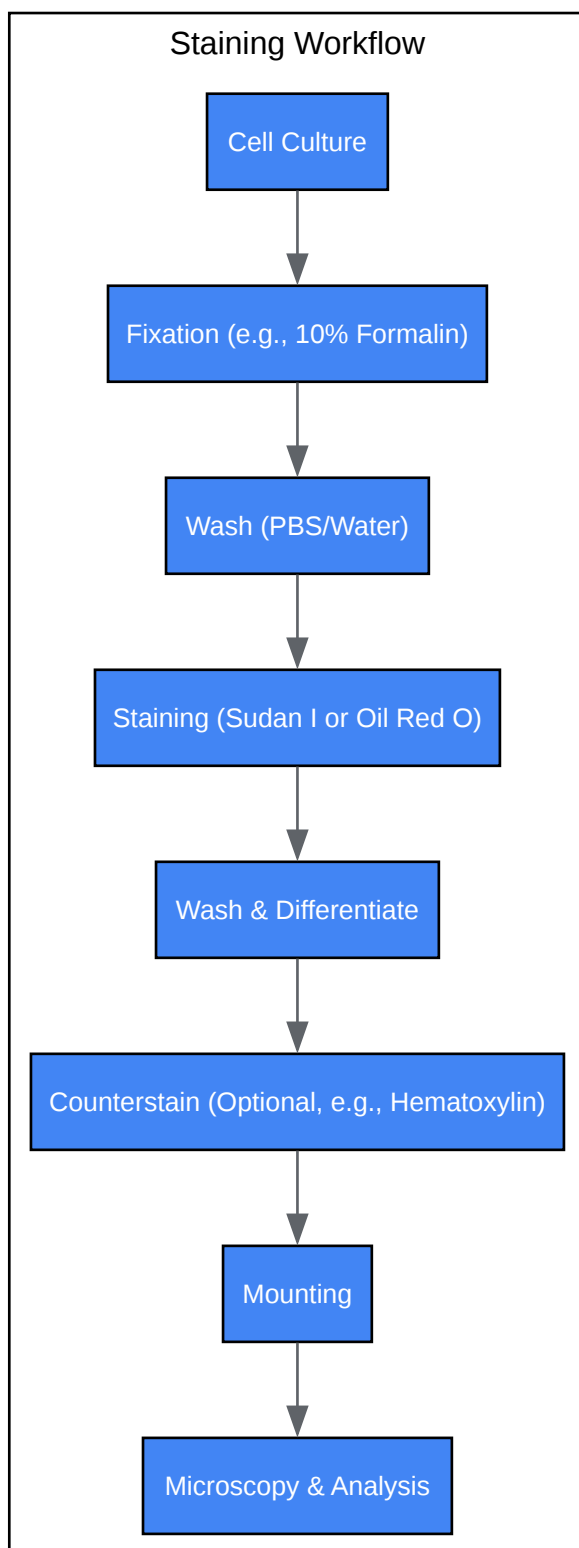 Staining Workflow
Cell Culture
Fixation (e.g., 10% Formalin)
Wash (PBS/Water)
Staining (Sudan I or Oil Red O)
Wash & Differentiate
Counterstain (Optional, e.g., Hematoxylin)
Mounting
Microscopy & Analysis